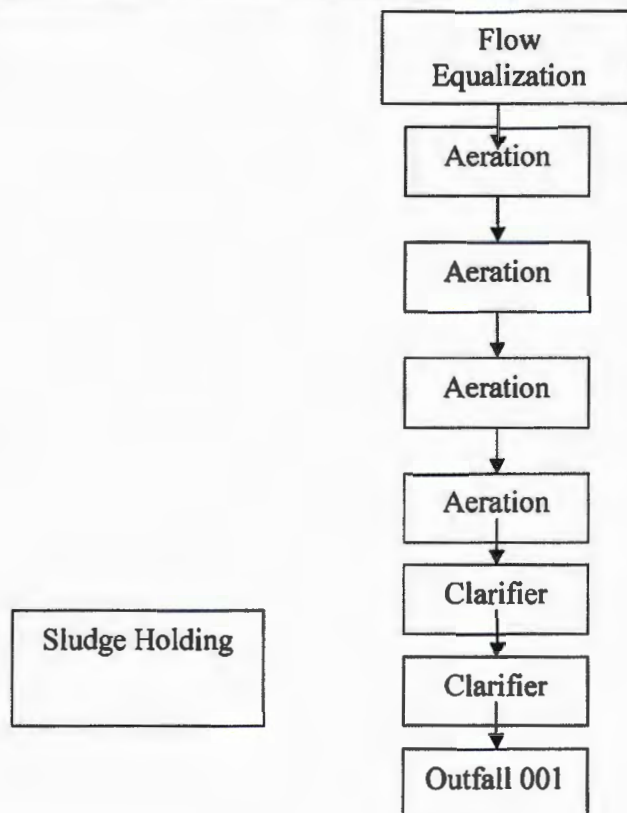 Flow
Equalization
Aeration
Aeration
Aeration
Aeration
Clarifier
Sludge Holding
Clarifier
Outfall 001